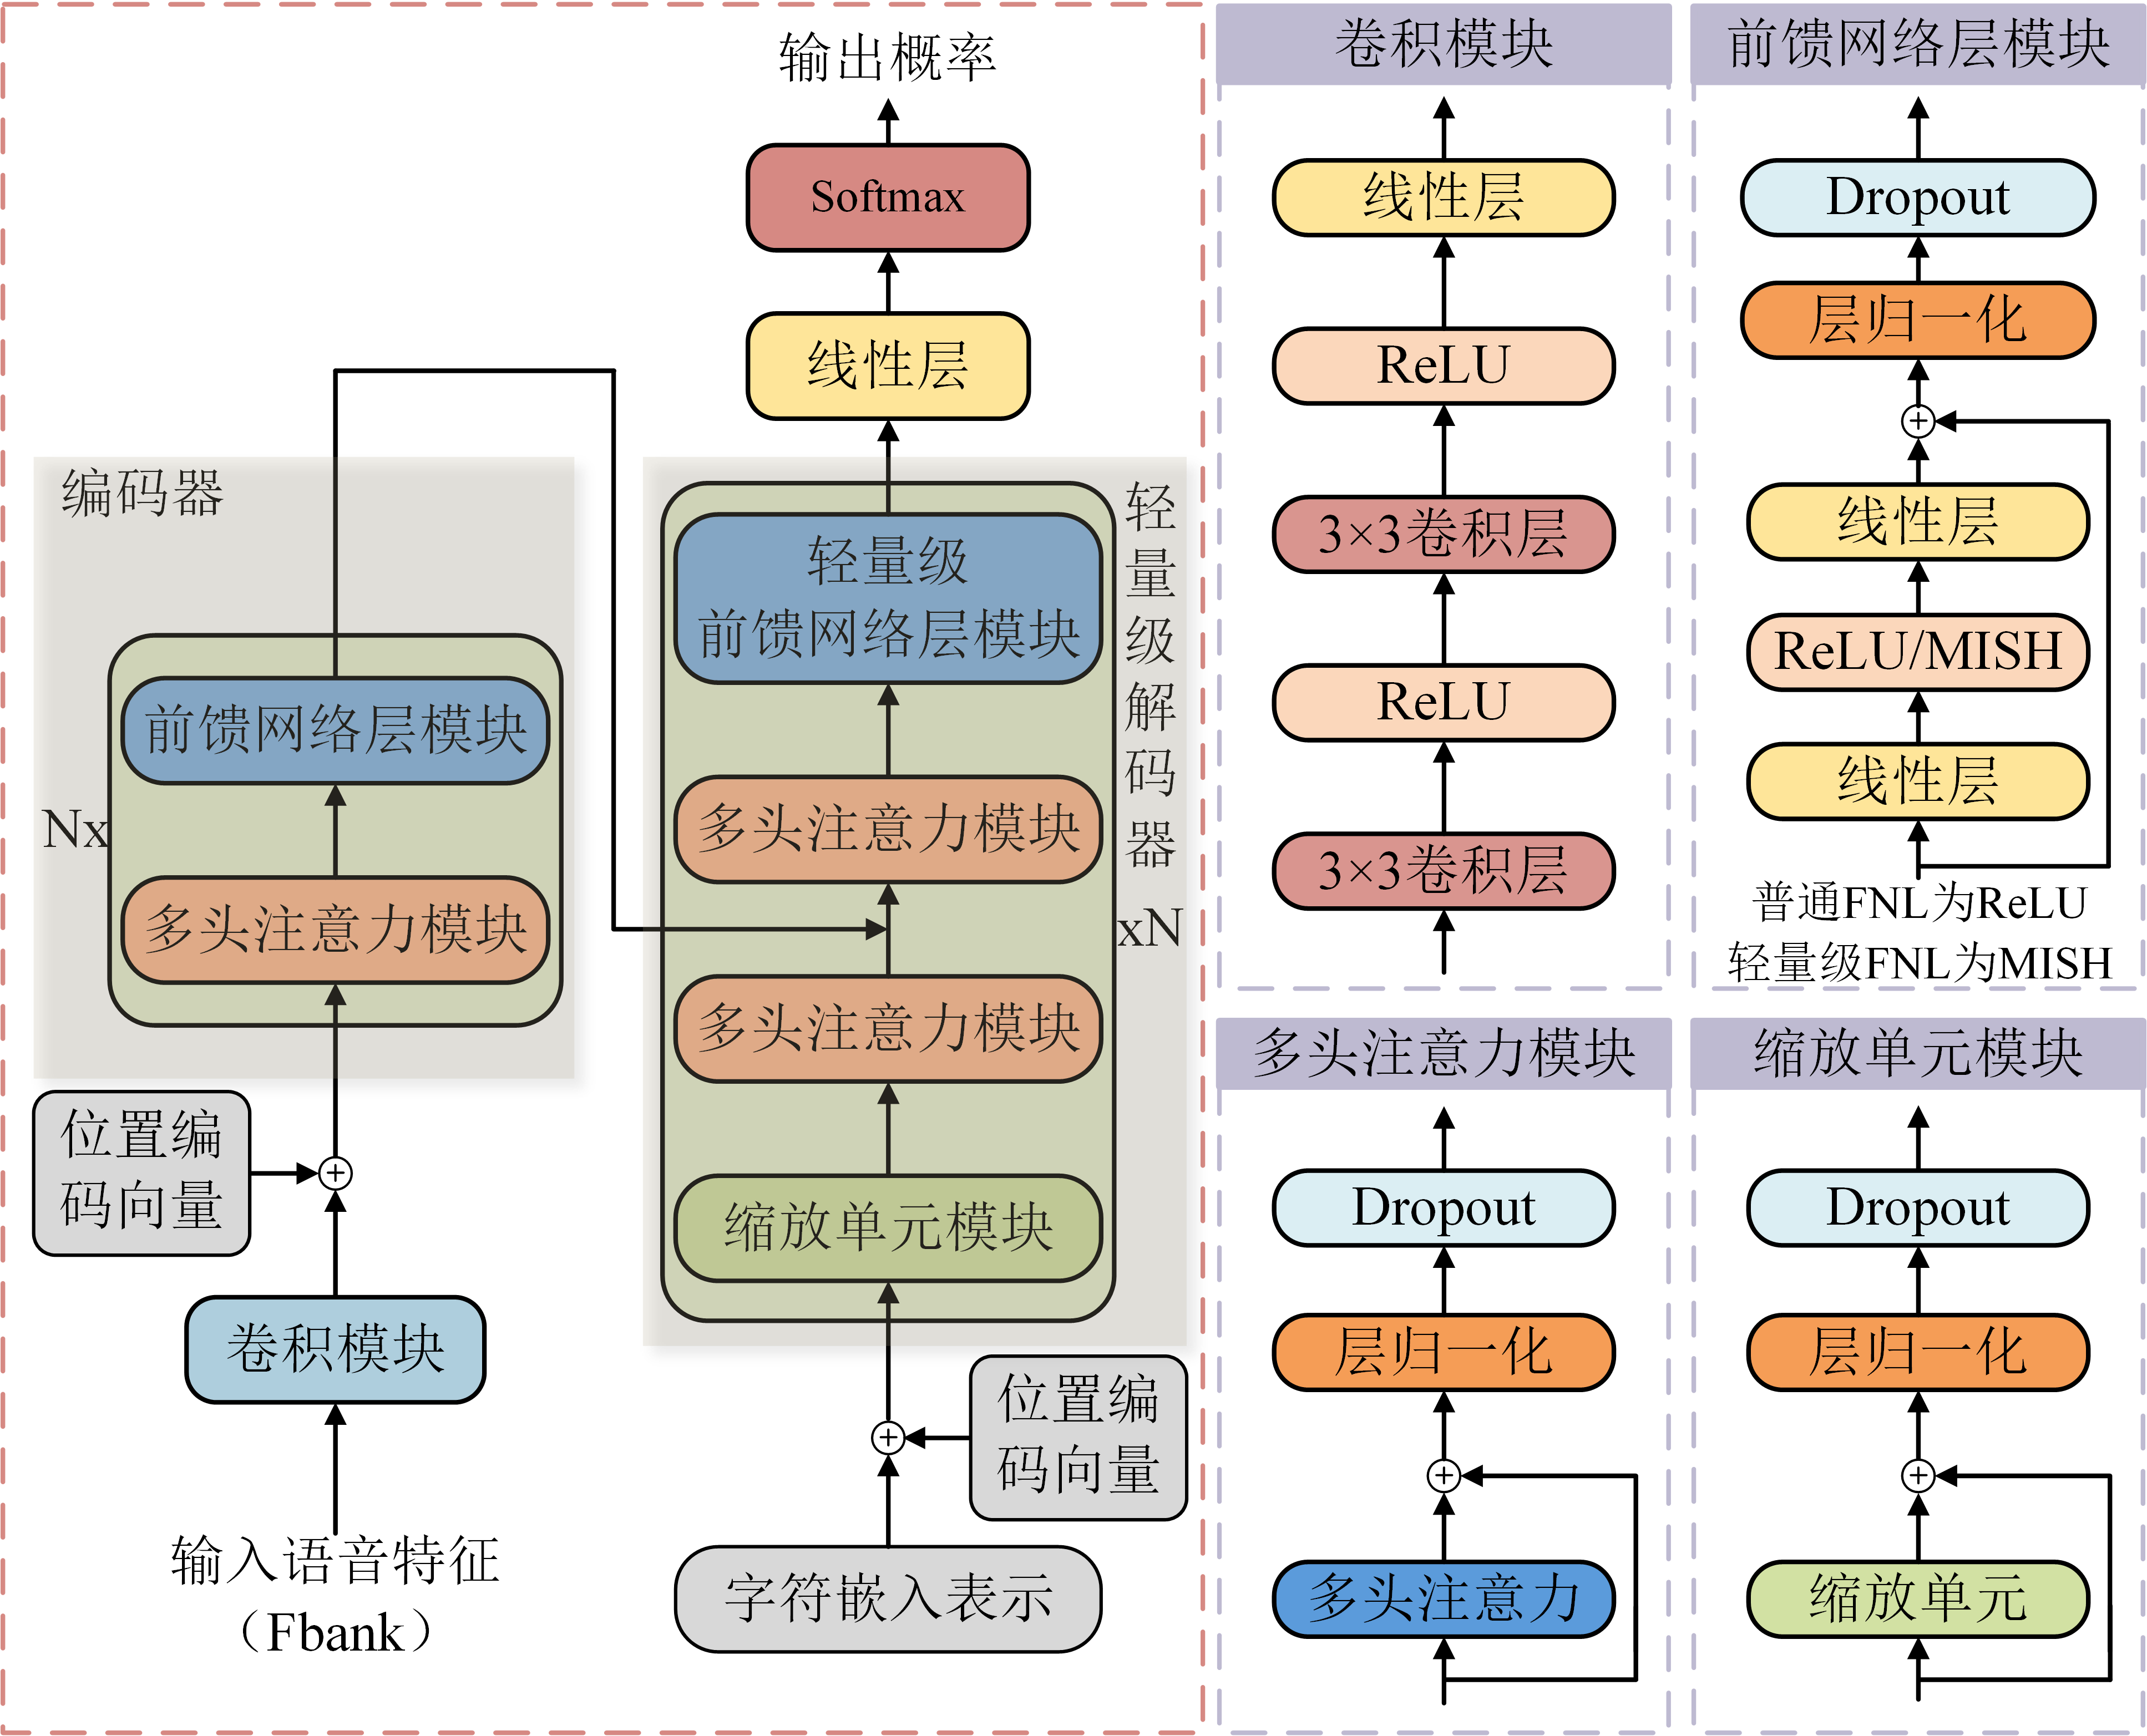 输出概率
Softmax
线性层
编码器
前馈网络层模块
Nx
多头注意力模块
位置编
码向量
卷积模块
输入语音特征
（Fbank）
轻量级解码器
轻量级
前馈网络层模块
多头注意力模块
xN
多头注意力模块
缩放单元模块
位置编
码向量
字符嵌入表示
卷积模块
线性层
ReLU
3×3卷积层
ReLU
3×3卷积层
前馈网络层模块
Dropout
层归一化
线性层
ReLU/MISH
线性层
普通FNL为ReLU
轻量级FNL为MISH
多头注意力模块
Dropout
层归一化
多头注意力
缩放单元模块
Dropout
层归一化
缩放单元